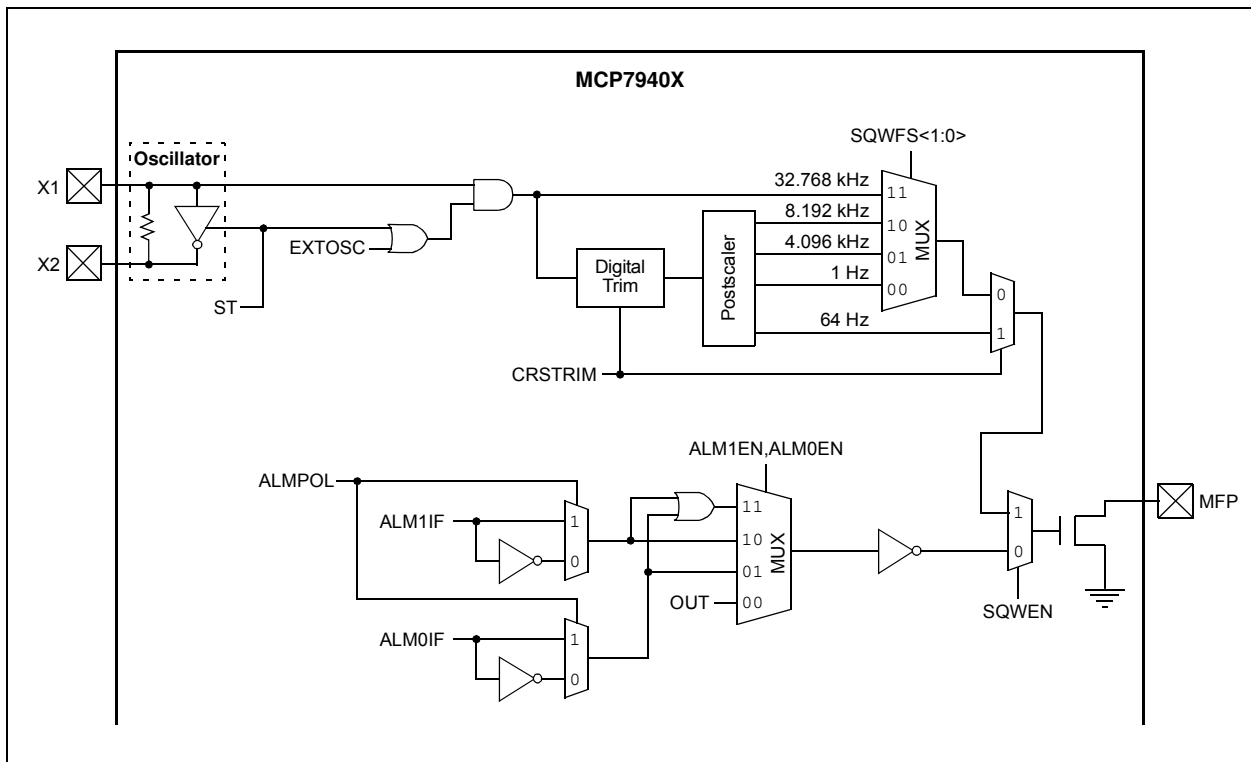 MCP7940X
SQWFS<1:0>
Oscillator
X1
32.768 kHz
11
8.192 kHz
10
EXTOSC
4.096 kHz
01
MUX
X2
Digital
Trim
Postscaler
1 Hz
00
0
ST
64 Hz
1
CRSTRIM
ALM1EN,ALM0EN
ALMPOL
MFP
ALM1IF
1
11
1
0
10
MUX
0
01
OUT
00
SQWEN
ALM0IF
1
0